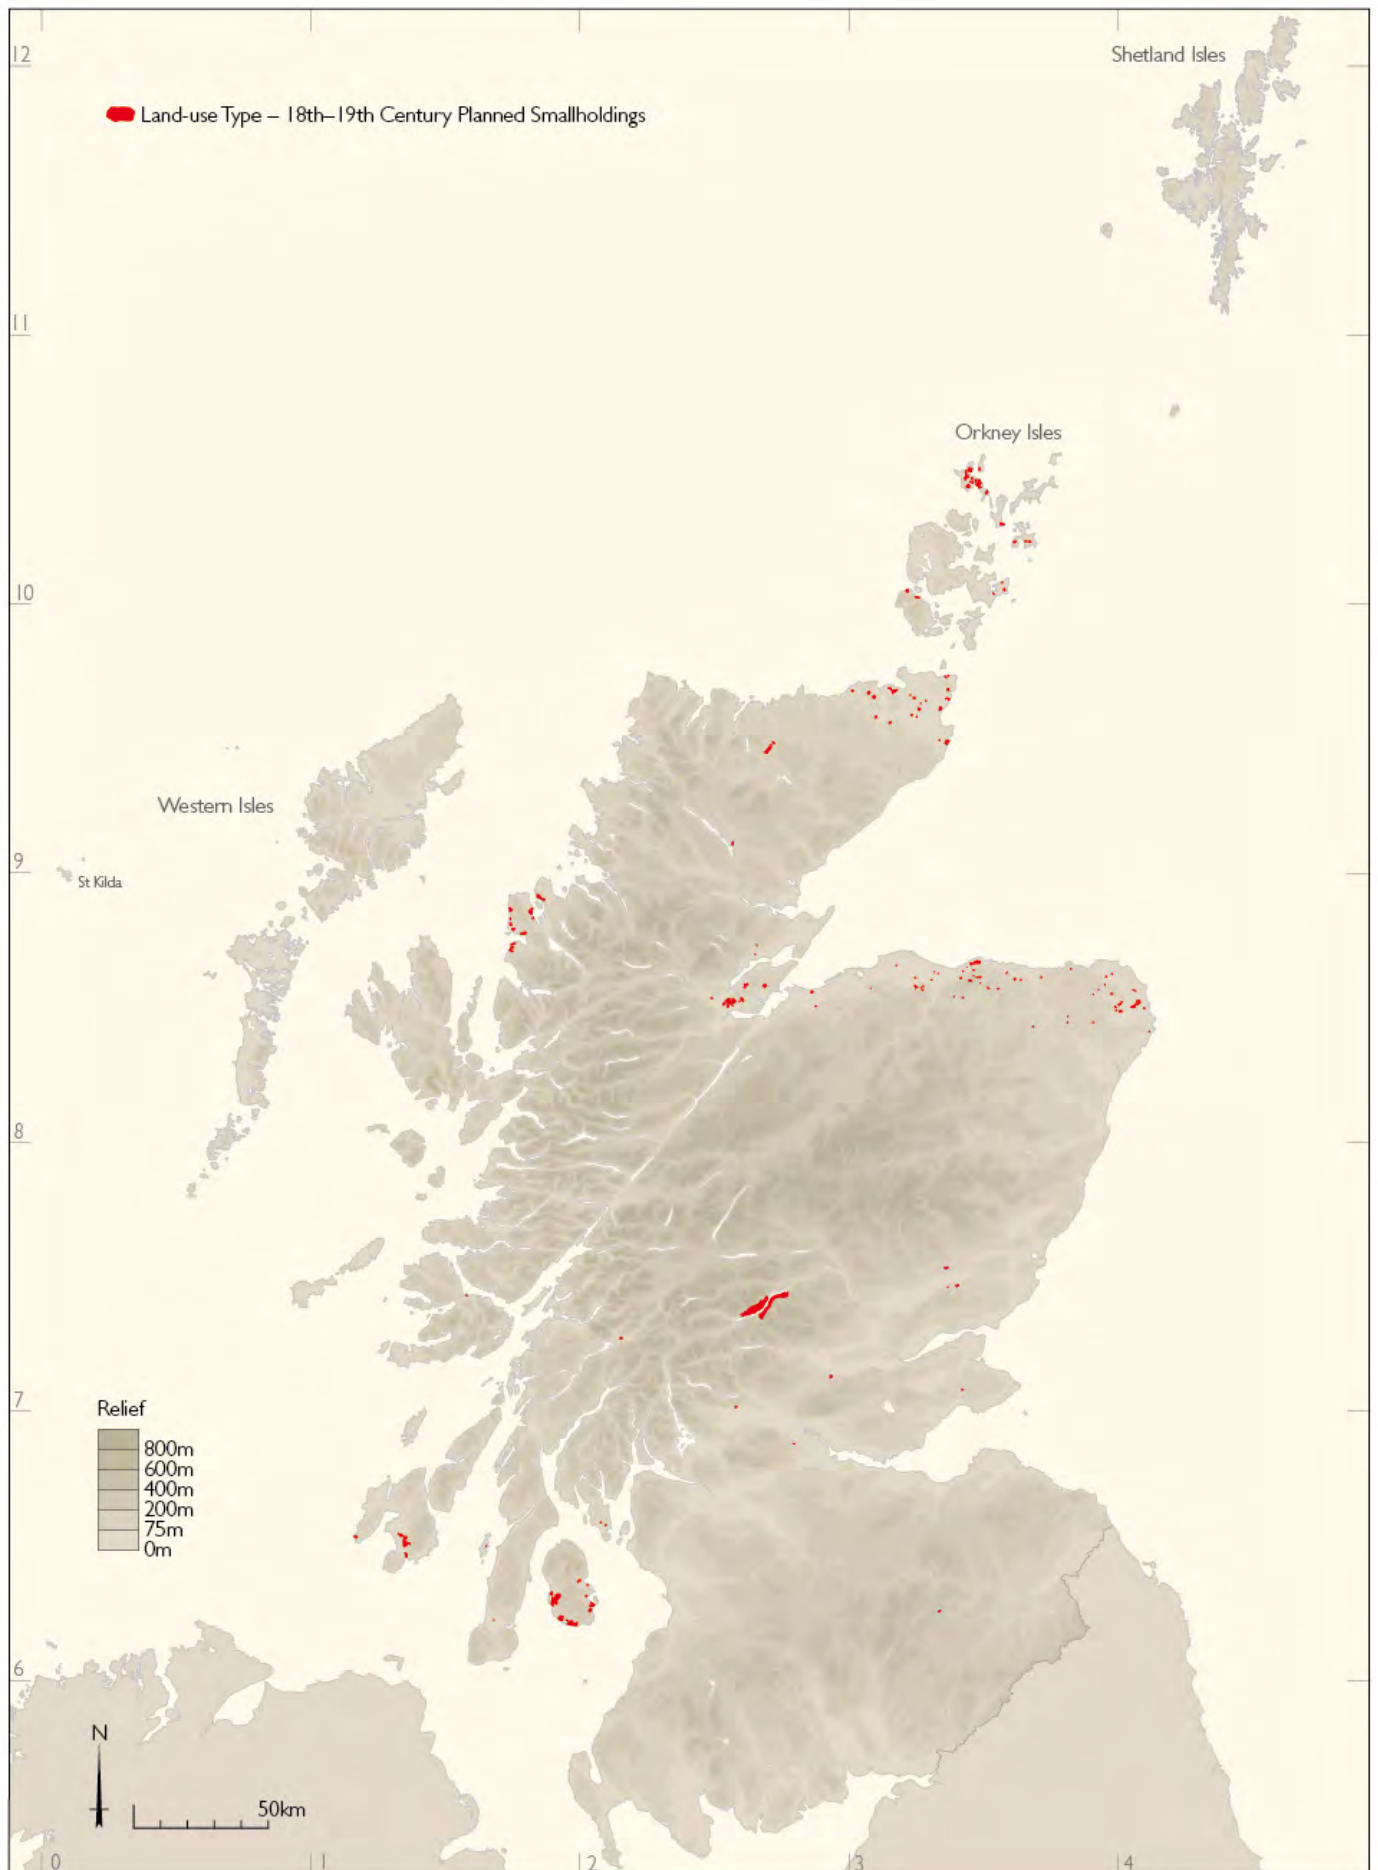 12
Shetland Isles
Land-use Type – 18th–19th Century Planned Smallholdings
11
Orkney Isles
10
Western Isles
9
St Kilda
8
7
Relief
800m
600m
400m
200m
75m
0m
6
N
50km
0
1
2
3
4